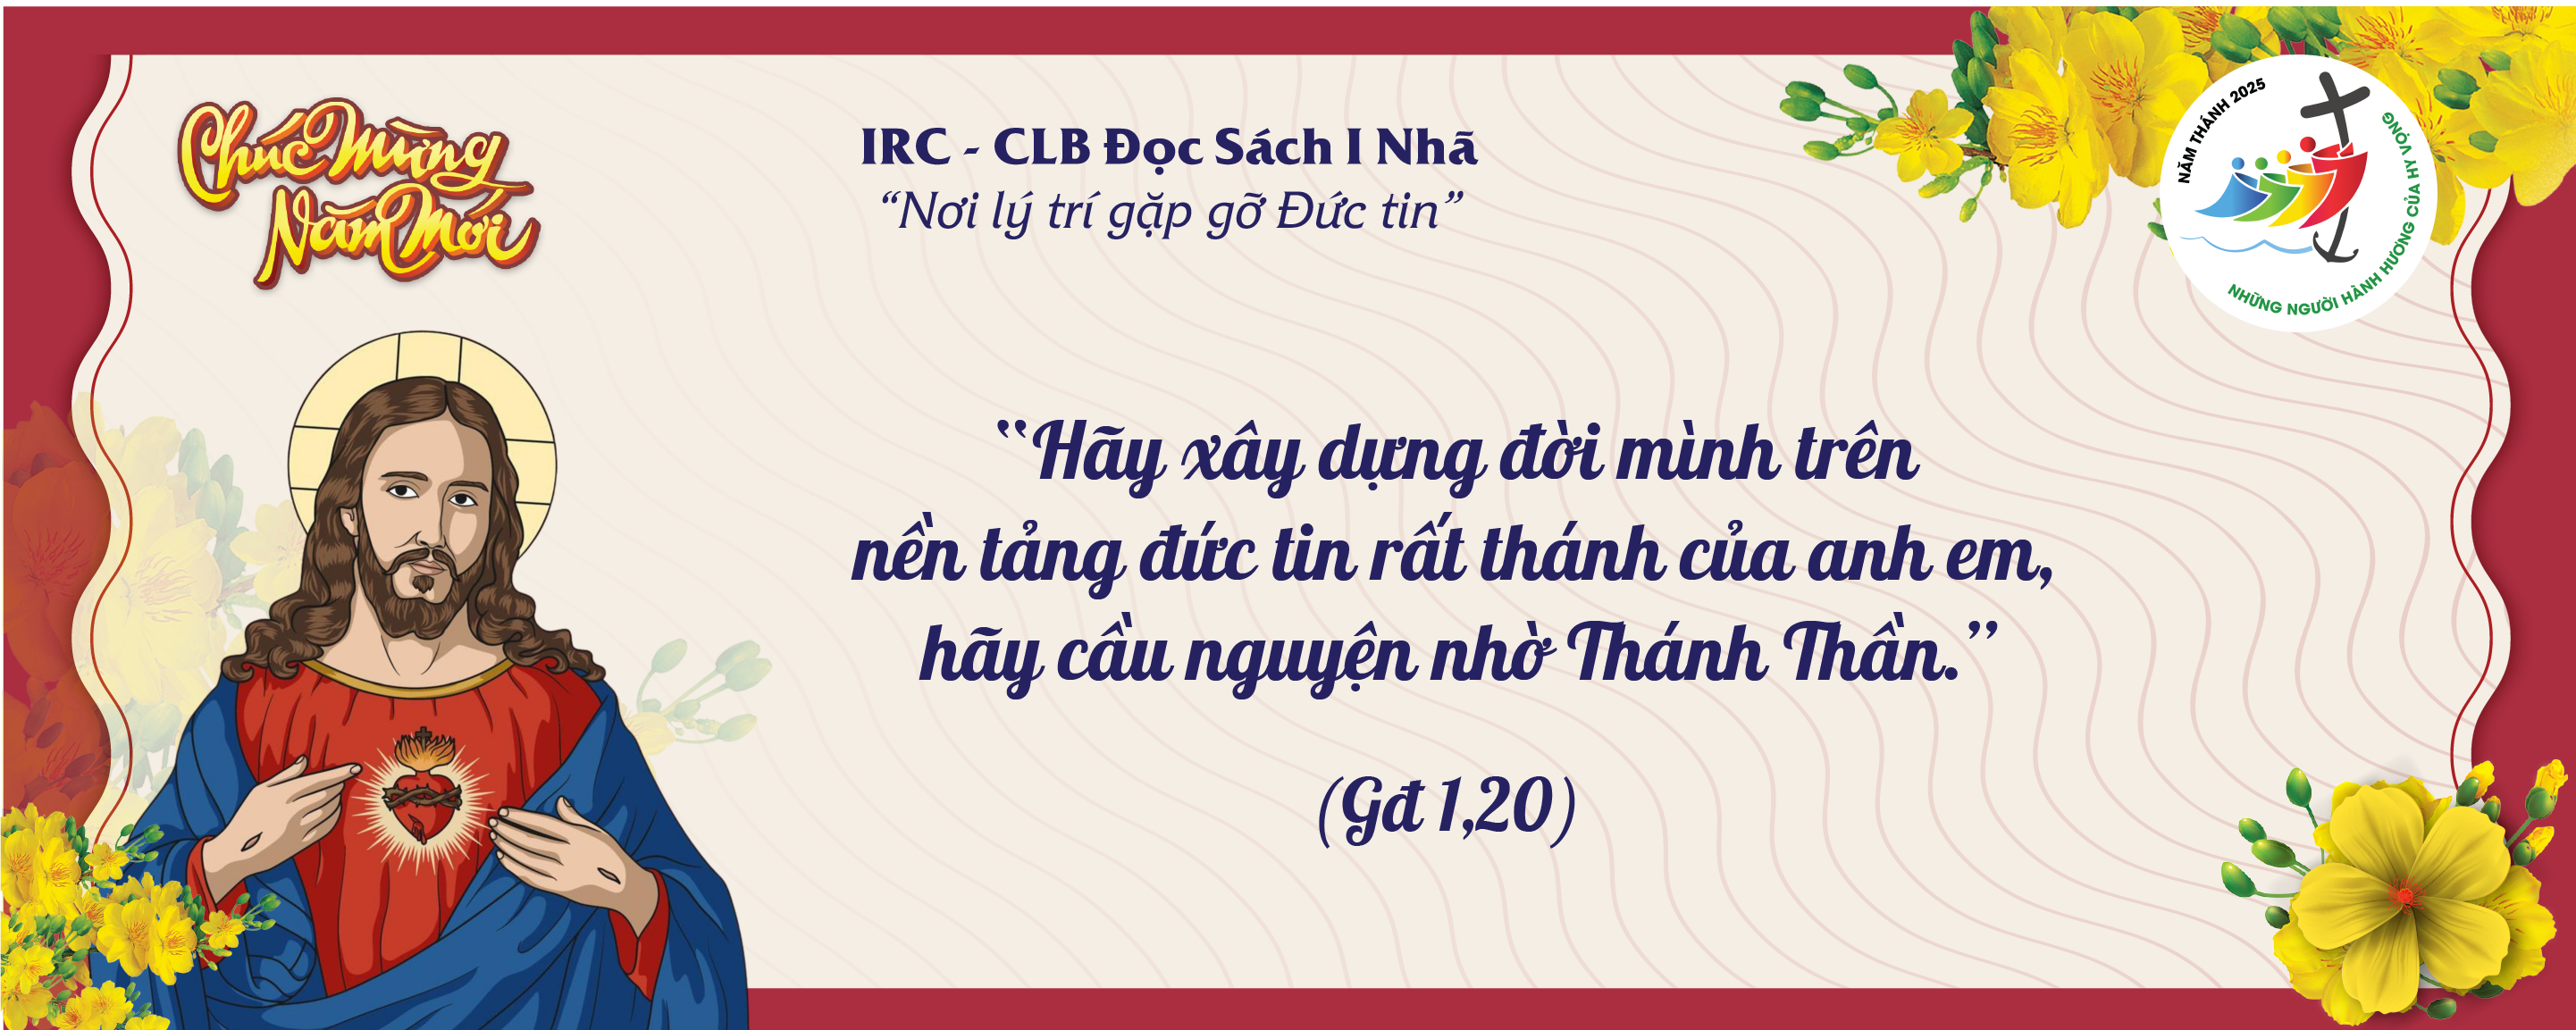 Chúc Mừng
Năm Mới
IRC - CLB Đọc Sách I Nhã
“Nơi lý trí gặp gỡ Đức tin”
NĂM THÁNH 2025
NHỮNG NGƯỜI HÀNH HƯƠNG CỦA HY VỌNG
“Hãy xây dựng đời mình trên
nền tảng đức tin rất thánh của anh em,
hãy cầu nguyện nhờ Thánh Thần.”
(Gđ 1,20)